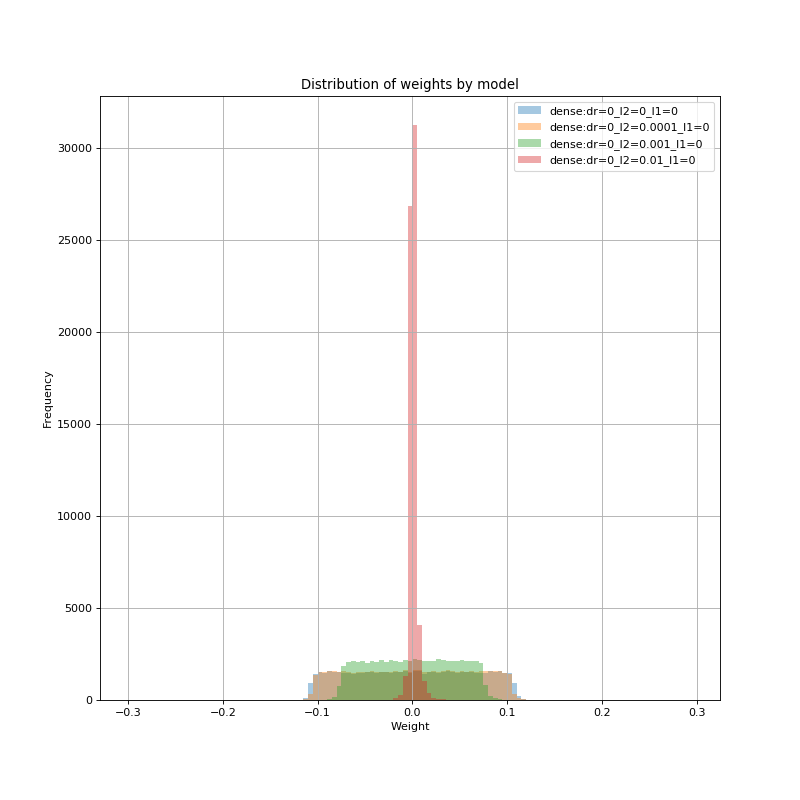 Distribution of weights by model
dense:dr=0_l2=0_l1=0
dense:dr=0_l2=0.0001_l1=0
dense:dr=0_l2=0.001_l1=0
dense:dr=0_l2=0.01_l1=0
30000
25000
20000
15000
10000
5000
0
Frequency
−0.3 −0.2 −0.1 0.0 0.1 0.2 0.3
Weight